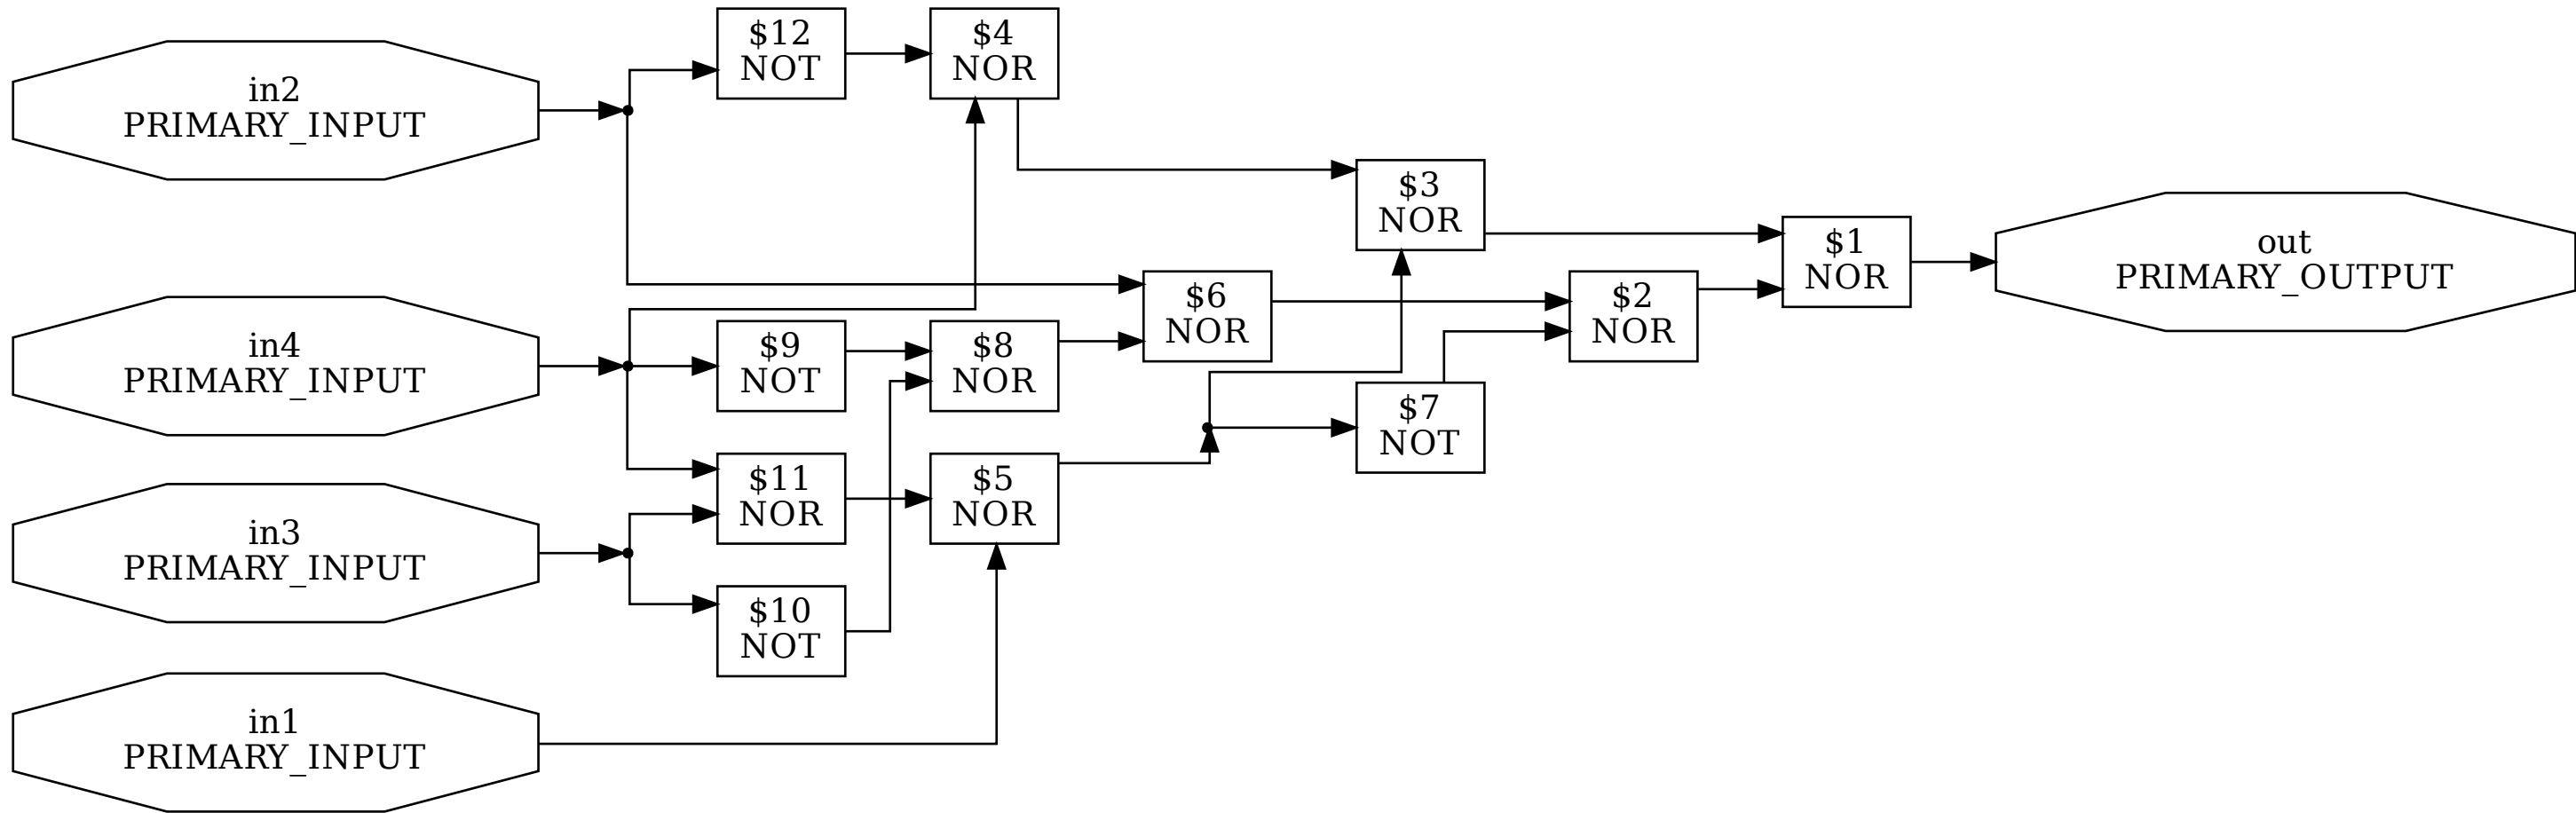 in2
PRIMARY_INPUT
$12
NOT
$4
NOR
$3
NOR
$1
NOR
out
PRIMARY_OUTPUT
$6
NOR
$2
NOR
in4
PRIMARY_INPUT
$9
NOT
$8
NOR
$7
NOT
$11
NOR
$5
NOR
in3
PRIMARY_INPUT
$10
NOT
in1
PRIMARY_INPUT